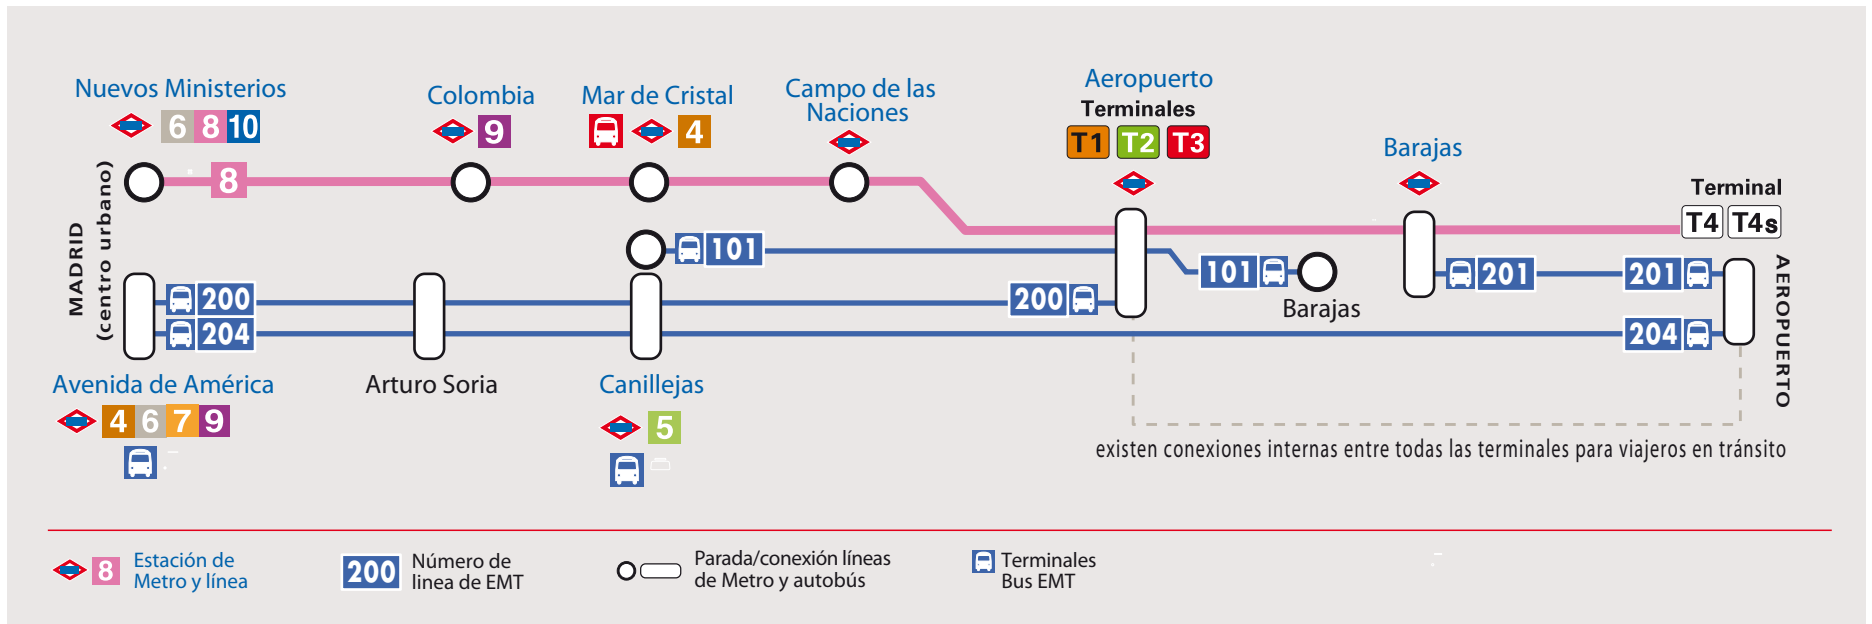 Nuevos Ministerios
6 8 10
Colombia
9
Mar de Cristal
4
Campo de las
Naciones
Aeropuerto
Terminales
T1 T2 T3
Barajas
Terminal
T4 T4s
8
MADRID
(centro urbano)
101
101
Barajas
201
201
200
200
204
204
AEROPUERTO
Avenida de América
4 6 7 9
Arturo Soria
Canillejas
5
existen conexiones internas entre todas las terminales para viajeros en tránsito
8
Estación de
Metro y línea
200
Número de
linea de EMT
Parada/conexión líneas
de Metro y autobús
Terminales
Bus EMT